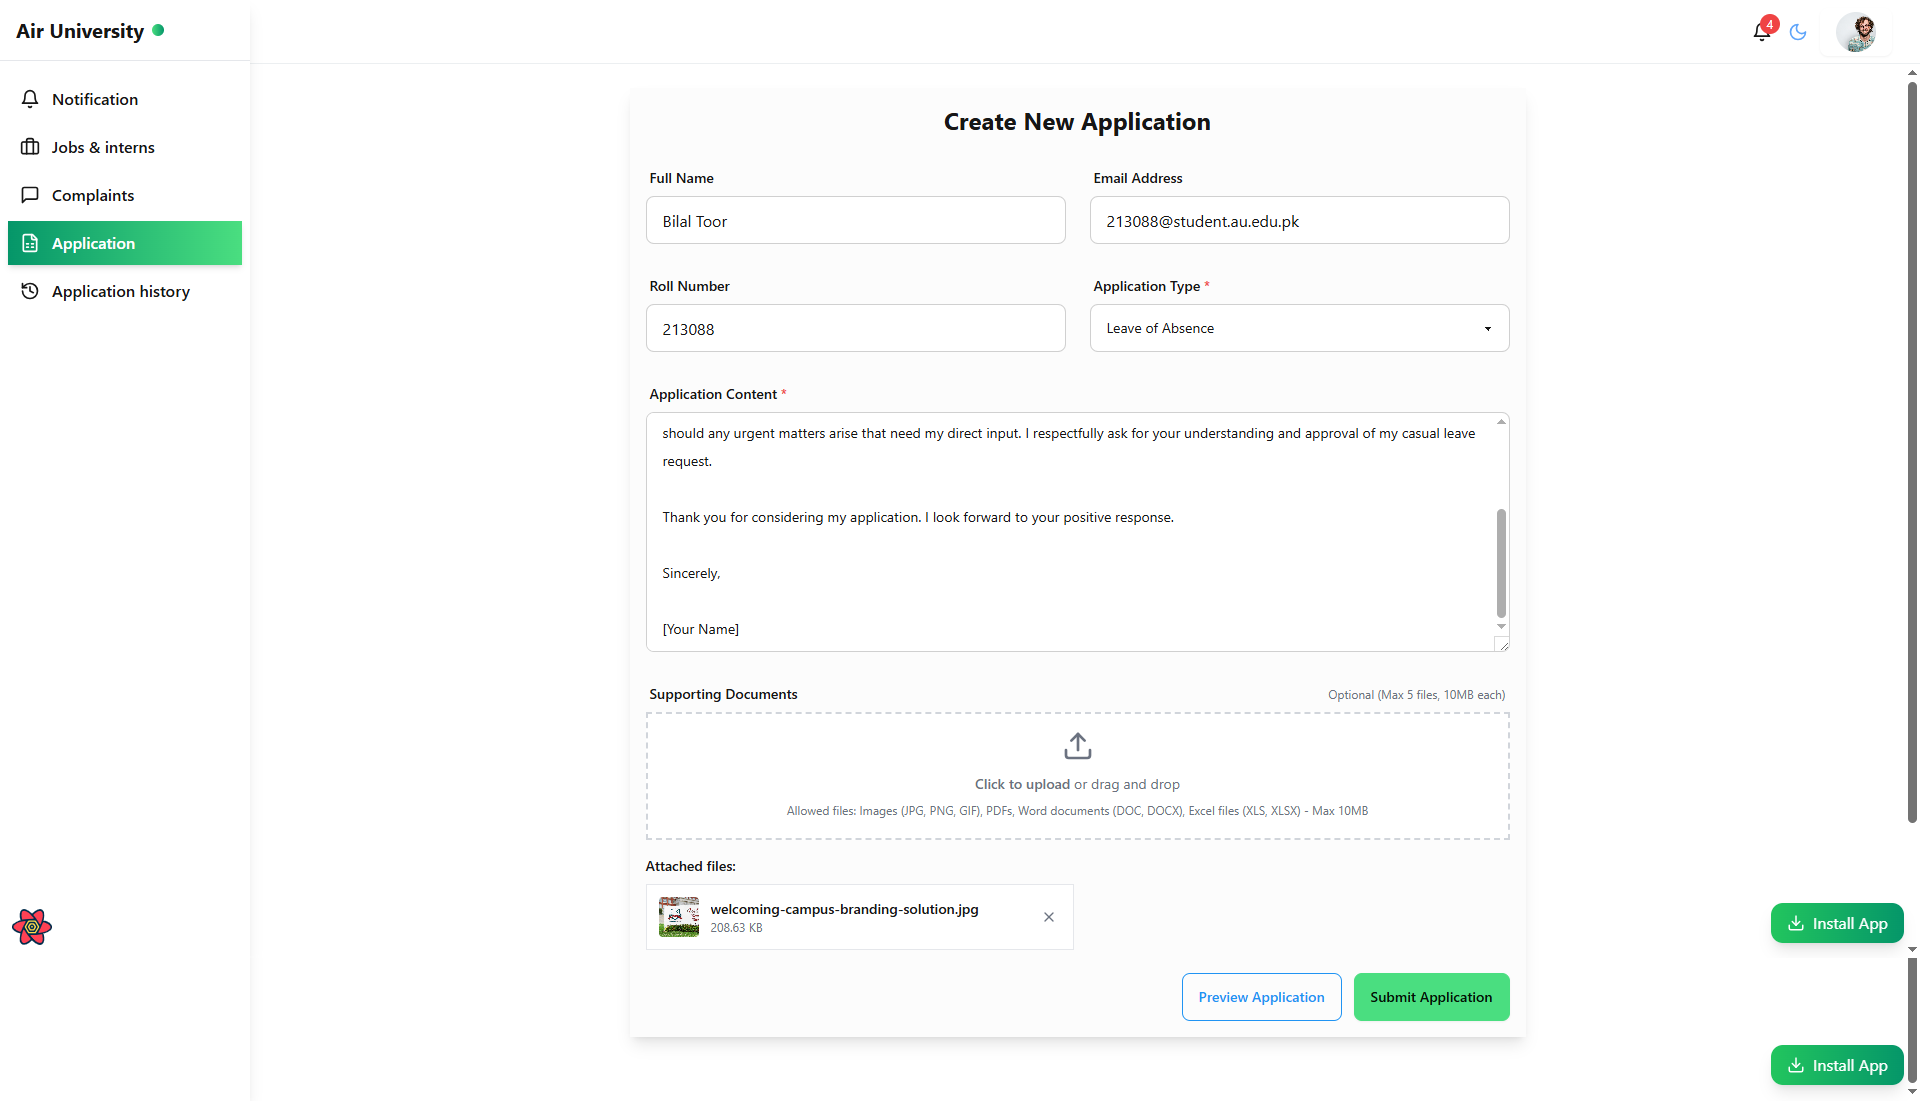 Air University
4
Notification
Jobs & interns
Complaints
Application
Application history
Create New Application
Full Name
Email Address
Bilal Toor
213088@student.au.edu.pk
Roll Number
Application Type *
213088
Leave of Absence
Application Content *
should any urgent matters arise that need my direct input. I respectfully ask for your understanding and approval of my casual leave
request.
Thank you for considering my application. I look forward to your positive response.
Sincerely,
[Your Name]
Supporting Documents
Optional (Max 5 files, 10MB each)
Click to upload or drag and drop
Allowed files: Images (JPG, PNG, GIF), PDFs, Word documents (DOC, DOCX), Excel files (XLS, XLSX) - Max 10MB
Attached files:
welcoming-campus-branding-solution.jpg
208.63 KB
Install App
Preview Application
Submit Application
Install App